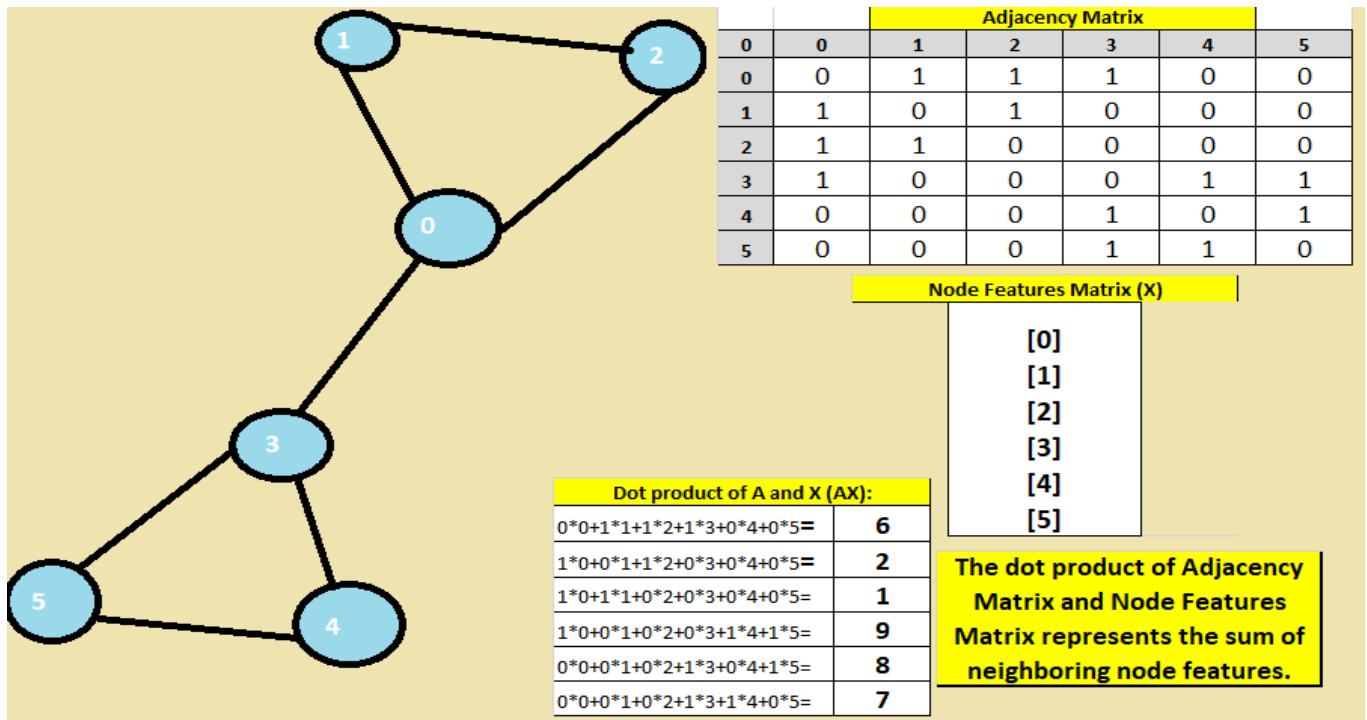 1
2
0
3
5
4
Adjacency Matrix
0 0 1 2 3 4 5
0 0 1 1 1 0 0
1 1 0 1 0 0 0
2 1 1 0 0 0 0
3 1 0 0 0 1 1
4 0 0 0 1 0 1
5 0 0 0 1 1 0
Node Features Matrix (X)
[0]
[1]
[2]
[3]
[4]
[5]
Dot product of A and X (AX):
0*0+1*1+1*2+1*3+0*4+0*5= 6
1*0+0*1+1*2+0*3+0*4+0*5= 2
1*0+1*1+0*2+0*3+0*4+0*5= 1
1*0+0*1+0*2+0*3+1*4+1*5= 9
0*0+0*1+0*2+1*3+0*4+1*5= 8
0*0+0*1+0*2+1*3+1*4+0*5= 7
The dot product of Adjacency
Matrix and Node Features
Matrix represents the sum of
neighboring node features.